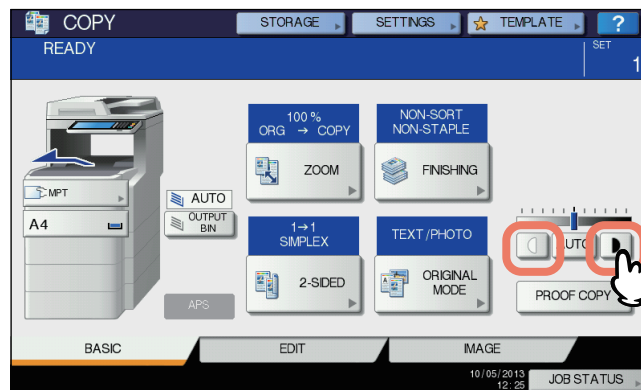 COPY
STORAGE
SETTINGS
TEMPLATE
?
READY
SET
1
100 %
ORG → COPY
NON-SORT
NON-STAPLE
ZOOM
FINISHING
MPT
AUTO
OUTPUT
BIN
A4
1→1
SIMPLEX
TEXT/PHOTO
AUTO
2-SIDED
ORIGINAL
MODE
PROOF COPY
APS
BASIC
EDIT
IMAGE
10/05/2013
12:25
JOB STATUS